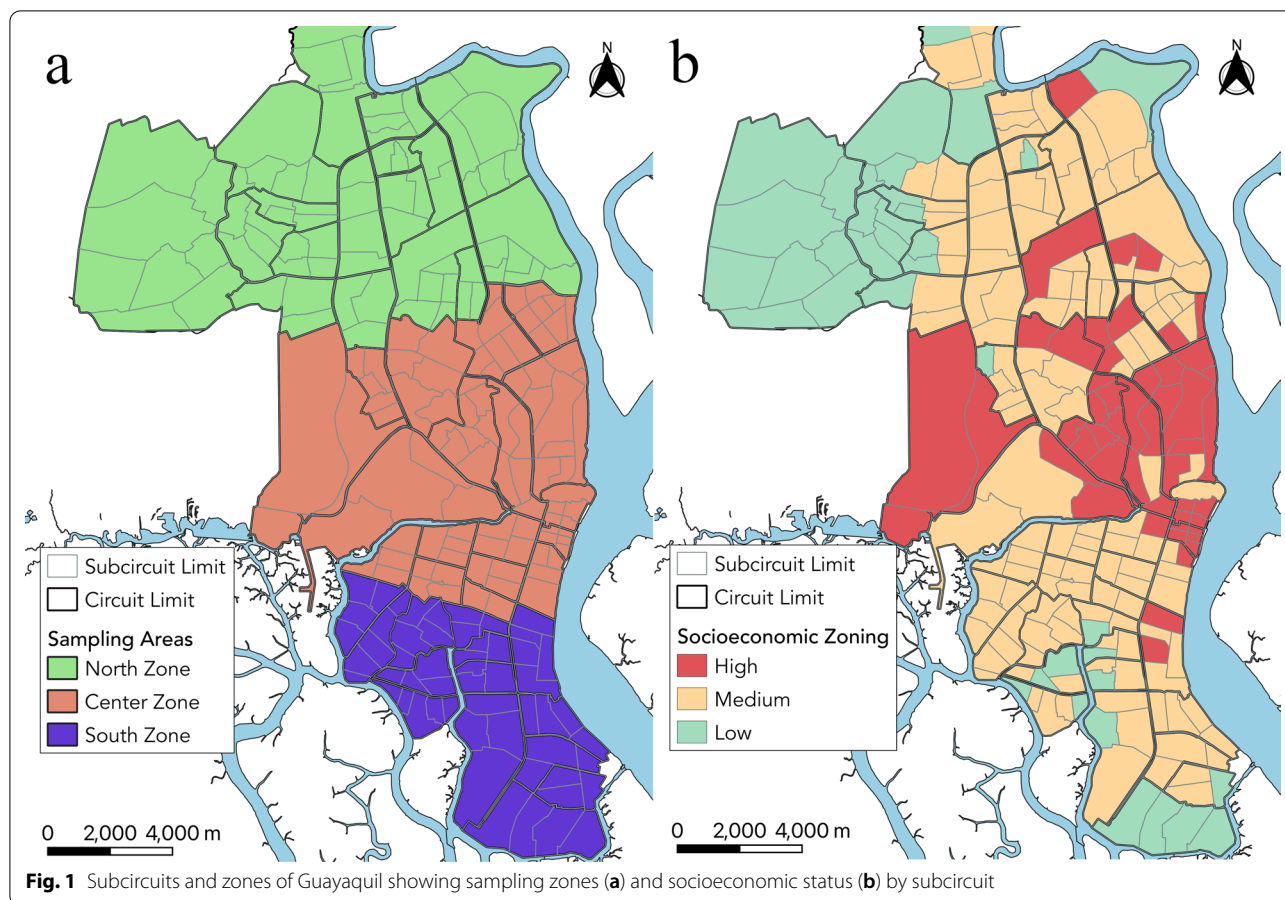 a
N
Subcircuit Limit
Circuit Limit
Sampling Areas
North Zone
Center Zone
South Zone
0 2,000 4,000 m
b
N
Subcircuit Limit
Circuit Limit
Socioeconomic Zoning
High
Medium
Low
0 2,000 4,000 m
Fig. 1 Subcircuits and zones of Guayaquil showing sampling zones (a) and socioeconomic status (b) by subcircuit